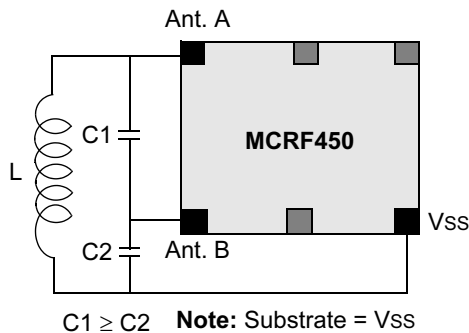 Ant. A
C1
MCRF450
L
C2
Ant. B
VSS
C1 ≥ C2 Note: Substrate = VSS